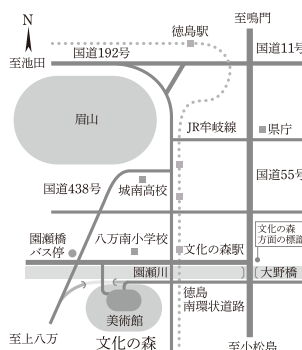 至鳴門
N
徳島駅
国道11号
国道192号
至池田
眉山
JR牟岐線
県庁
国道55号
国道438号
城南高校
文化の森
方面の標識
園瀬橋
バス停
八万南小学校
文化の森駅
園瀬川
大野橋
徳島
南環状道路
美術館
至上八万
文化の森
至小松島